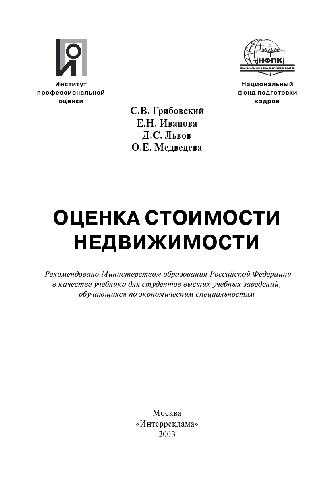 Институт
профессиональной
оценки
НФПК
Национальный
фонд подготовки
кадров
С.В. Грибовский
Е.Н. Иванова
Д.С. Львов
О.Е. Медведева
ОЦЕНКА СТОИМОСТИ
НЕДВИЖИМОСТИ
Рекомендовано Министерством образования Российской Федерации
в качестве учебника для студентов высших учебных заведений,
обучающихся по экономическим специальностям
Москва
«Интерреклама»
2003